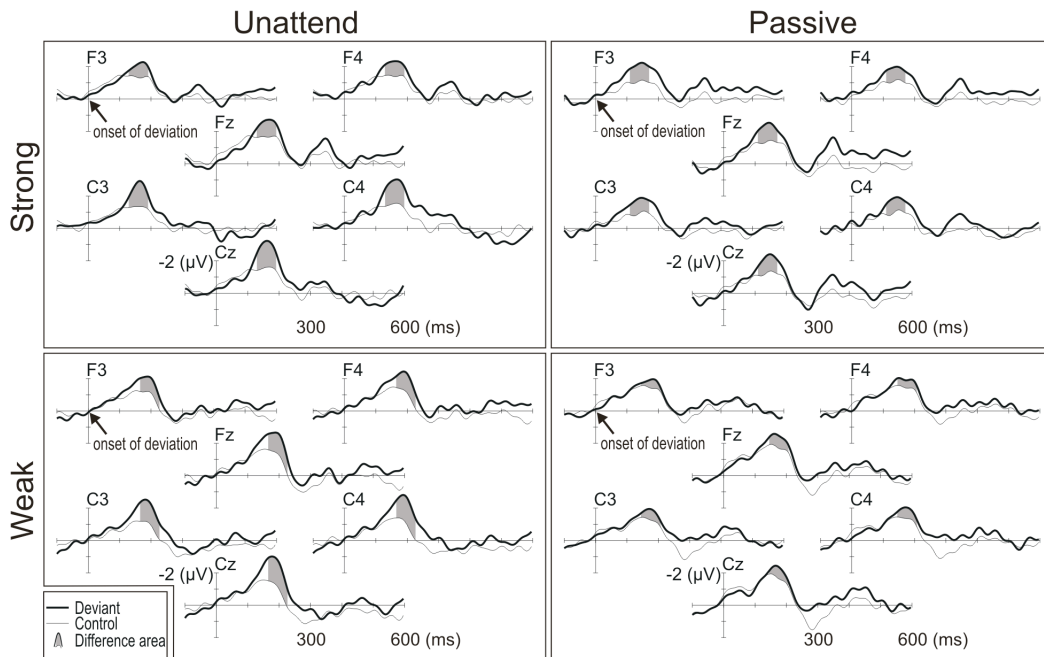 Unattend
Passive
Strong
F3
F4
onset of deviation
Fz
C3
C4
-2 (μV) Cz
300 600 (ms)
F3
F4
onset of deviation
Fz
C3
C4
-2 (μV) Cz
300 600 (ms)
Weak
F3
F4
onset of deviation
Fz
C3
C4
-2 (μV) Cz
300 600 (ms)
F3
F4
onset of deviation
Fz
C3
C4
-2 (μV) Cz
300 600 (ms)
Deviant
Control
Difference area